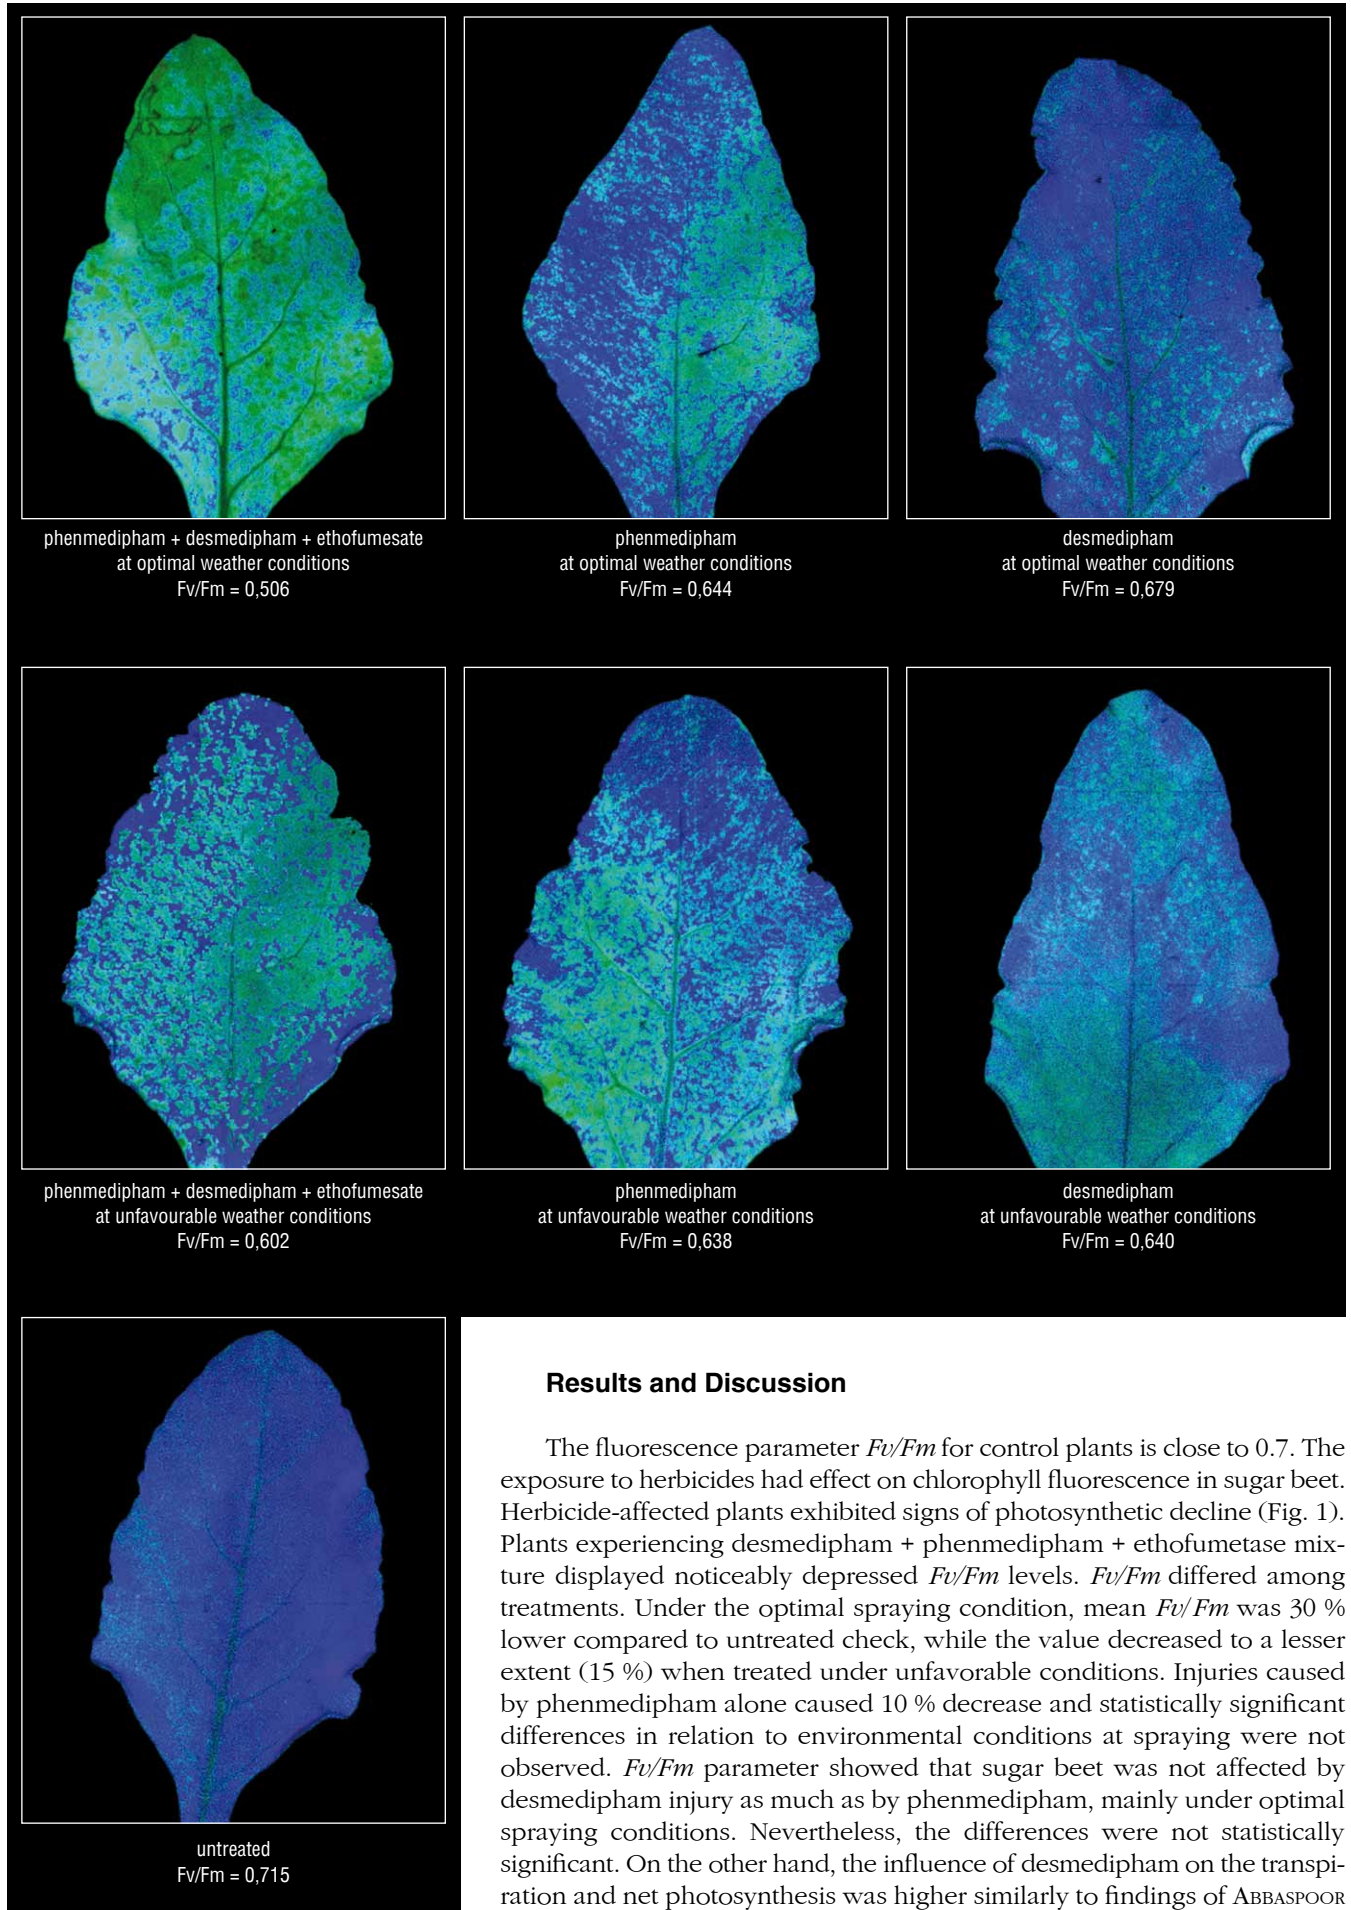 phenmedipham + desmedipham + ethofumesate
at optimal weather conditions
Fv/Fm = 0,506
phenmedipham
at optimal weather conditions
Fv/Fm = 0,644
desmedipham
at optimal weather conditions
Fv/Fm = 0,679
phenmedipham + desmedipham + ethofumesate
at unfavourable weather conditions
Fv/Fm = 0,602
phenmedipham
at unfavourable weather conditions
Fv/Fm = 0,638
desmedipham
at unfavourable weather conditions
Fv/Fm = 0,640
untreated
Fv/Fm = 0,715
Results and Discussion
The fluorescence parameter Fv/Fm for control plants is close to 0.7. The
exposure to herbicides had effect on chlorophyll fluorescence in sugar beet.
Herbicide-affected plants exhibited signs of photosynthetic decline (Fig. 1).
Plants experiencing desmedipham + phenmedipham + ethofumetase mix-
ture displayed noticeably depressed Fv/Fm levels. Fv/Fm differed among
treatments. Under the optimal spraying condition, mean Fv/Fm was 30 %
lower compared to untreated check, while the value decreased to a lesser
extent (15 %) when treated under unfavorable conditions. Injuries caused
by phenmedipham alone caused 10 % decrease and statistically significant
differences in relation to environmental conditions at spraying were not
observed. Fv/Fm parameter showed that sugar beet was not affected by
desmedipham injury as much as by phenmedipham, mainly under optimal
spraying conditions. Nevertheless, the differences were not statistically
significant. On the other hand, the influence of desmedipham on the transpi-
ration and net photosynthesis was higher similarly to findings of ABBASPOOR